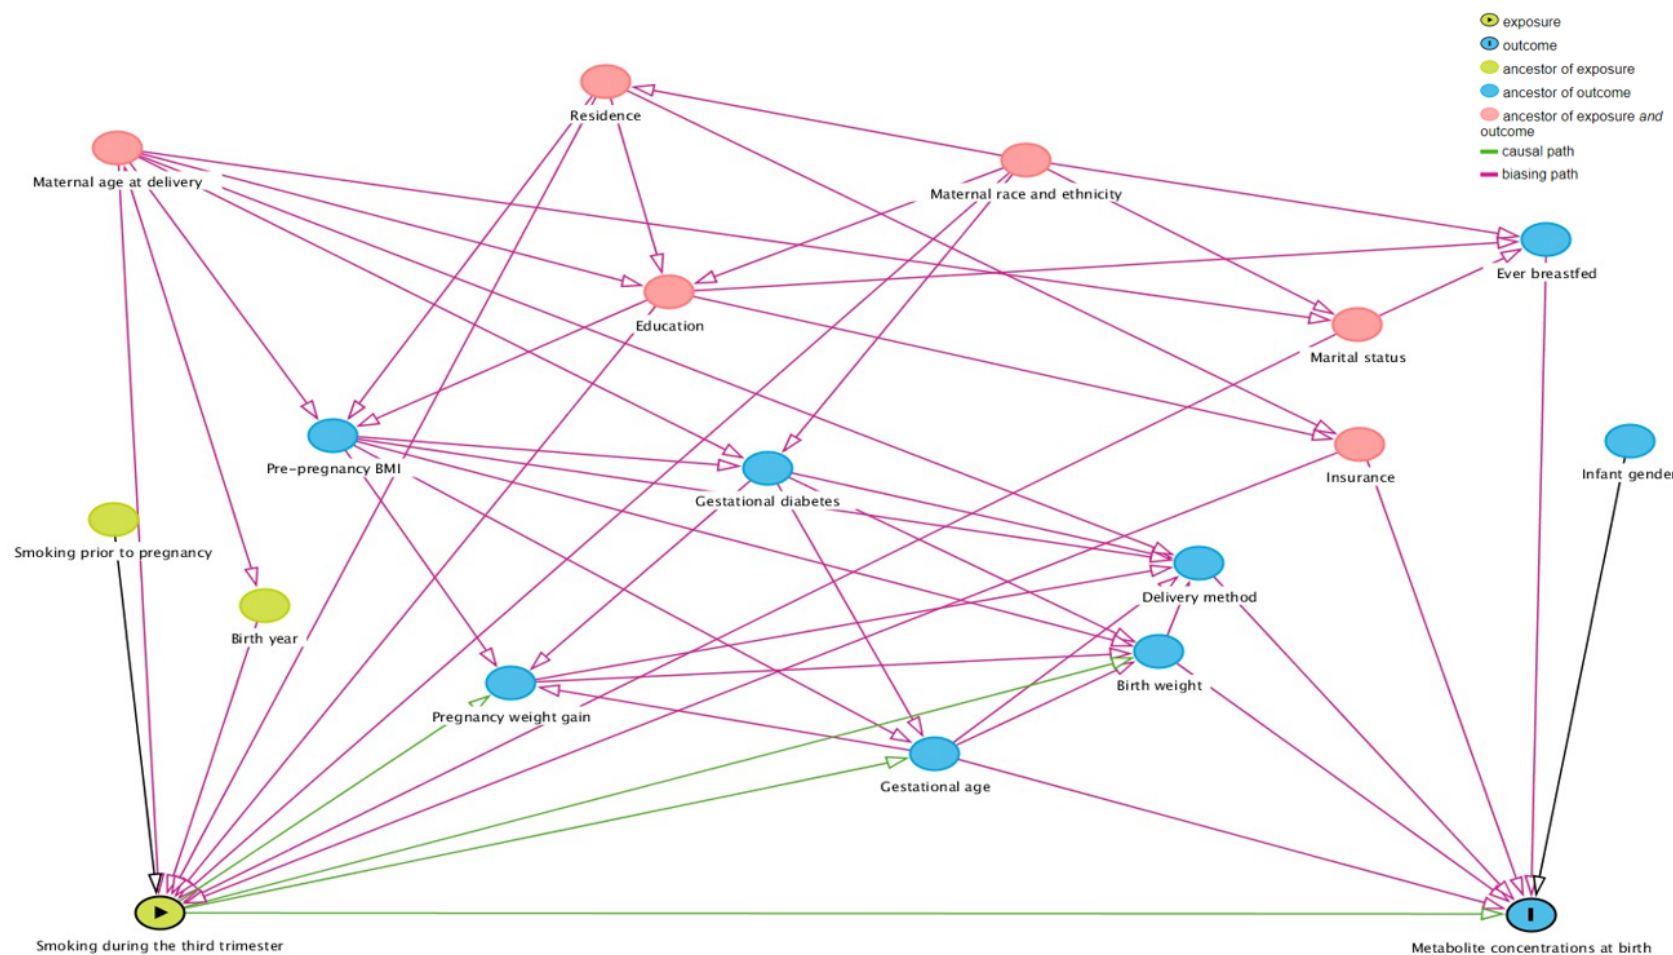 exposure
outcome
ancestor of exposure
ancestor of outcome
ancestor of exposure and
outcome
causal path
biasing path
Residence
Maternal age at delivery
Maternal race and ethnicity
Ever breastfed
Education
Marital status
Pre-pregnancy BMI
Gestational diabetes
Insurance
Infant gender
Smoking prior to pregnancy
Birth year
Delivery method
Birth weight
Pregnancy weight gain
Gestational age
Smoking during the third trimester
Metabolite concentrations at birth